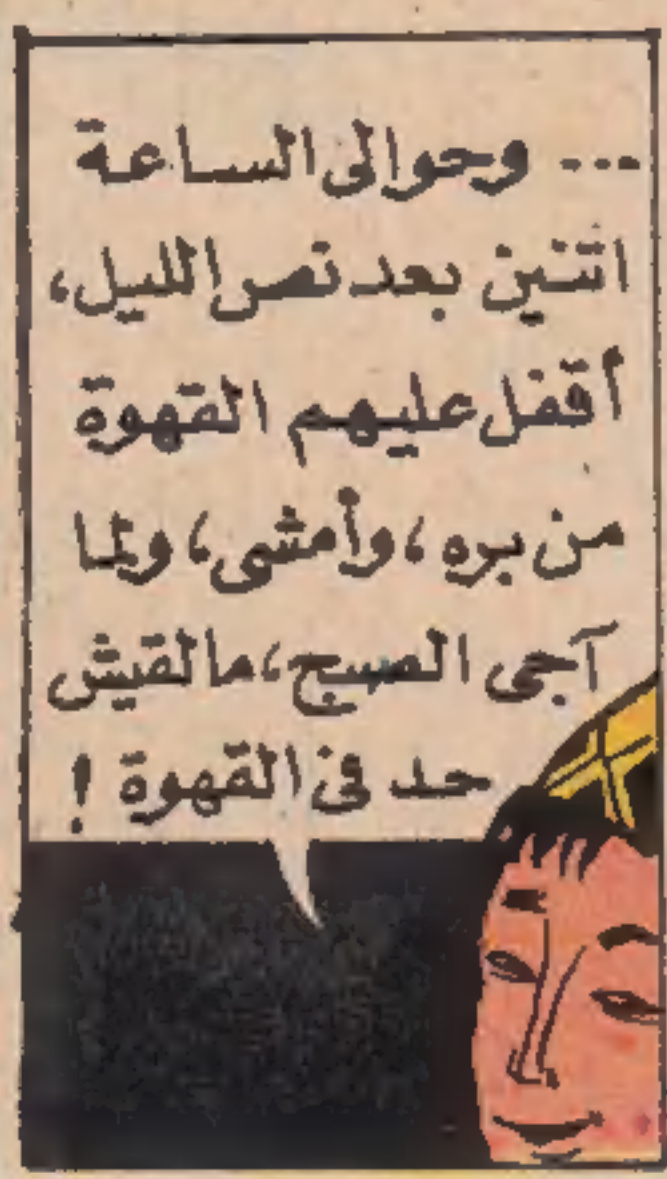 ... وحوالى الساعة
اتنين بعد نص الليل،
أقفل عليهم القهوة
من بره، وأمشى، ولما
آجى الصبح، مالقيش
حد فى القهوة !